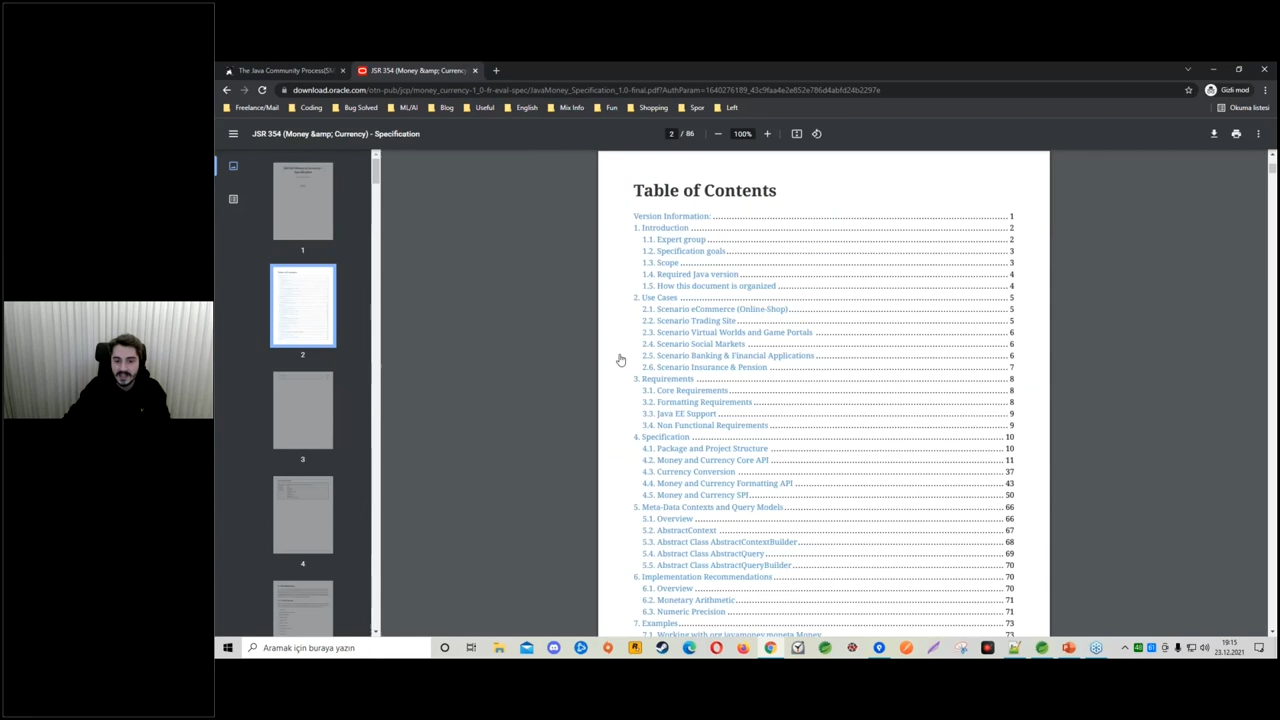 The Java Community Process(SM
JSR 354 (Money &amp; Currency
download.oracle.com/otn-pub/jcp/money_currency-1_0-fr-eval-spec/JavaMoney_Specification_1.0-final.pdf?AuthParam=1640276189_43c9faa4e2e852e786d4abfd24b2297e
Gizli mod
Freelance/Mail
Coding
Bug Solved
ML/AI
Blog
Useful
English
Mix Info
Fun
Shopping
Spor
Left
Okuma listesi
JSR 354 (Money &amp; Currency) - Specification
2 / 86
100%
1
2
3
4
Table of Contents
Version Information: 1
1. Introduction 2
1.1. Expert group 2
1.2. Specification goals 3
1.3. Scope 3
1.4. Required Java version 4
1.5. How this document is organized 4
2. Use Cases 5
2.1. Scenario eCommerce (Online-Shop) 5
2.2. Scenario Trading Site 5
2.3. Scenario Virtual Worlds and Game Portals 6
2.4. Scenario Social Markets 6
2.5. Scenario Banking & Financial Applications 6
2.6. Scenario Insurance & Pension 7
3. Requirements 8
3.1. Core Requirements 8
3.2. Formatting Requirements 8
3.3. Java EE Support 9
3.4. Non Functional Requirements 9
4. Specification 10
4.1. Package and Project Structure 10
4.2. Money and Currency Core API 11
4.3. Currency Conversion 37
4.4. Money and Currency Formatting API 43
4.5. Money and Currency SPI 50
5. Meta-Data Contexts and Query Models 66
5.1. Overview 66
5.2. AbstractContext 67
5.3. Abstract Class AbstractContextBuilder 68
5.4. Abstract Class AbstractQuery 69
5.5. Abstract Class AbstractQueryBuilder 70
6. Implementation Recommendations 70
6.1. Overview 70
6.2. Monetary Arithmetic 71
6.3. Numeric Precision 71
7. Examples 73
7.1. Working with org.javamoney.moneta.Money 73
Aramak için buraya yazın
19:15
23.12.2021